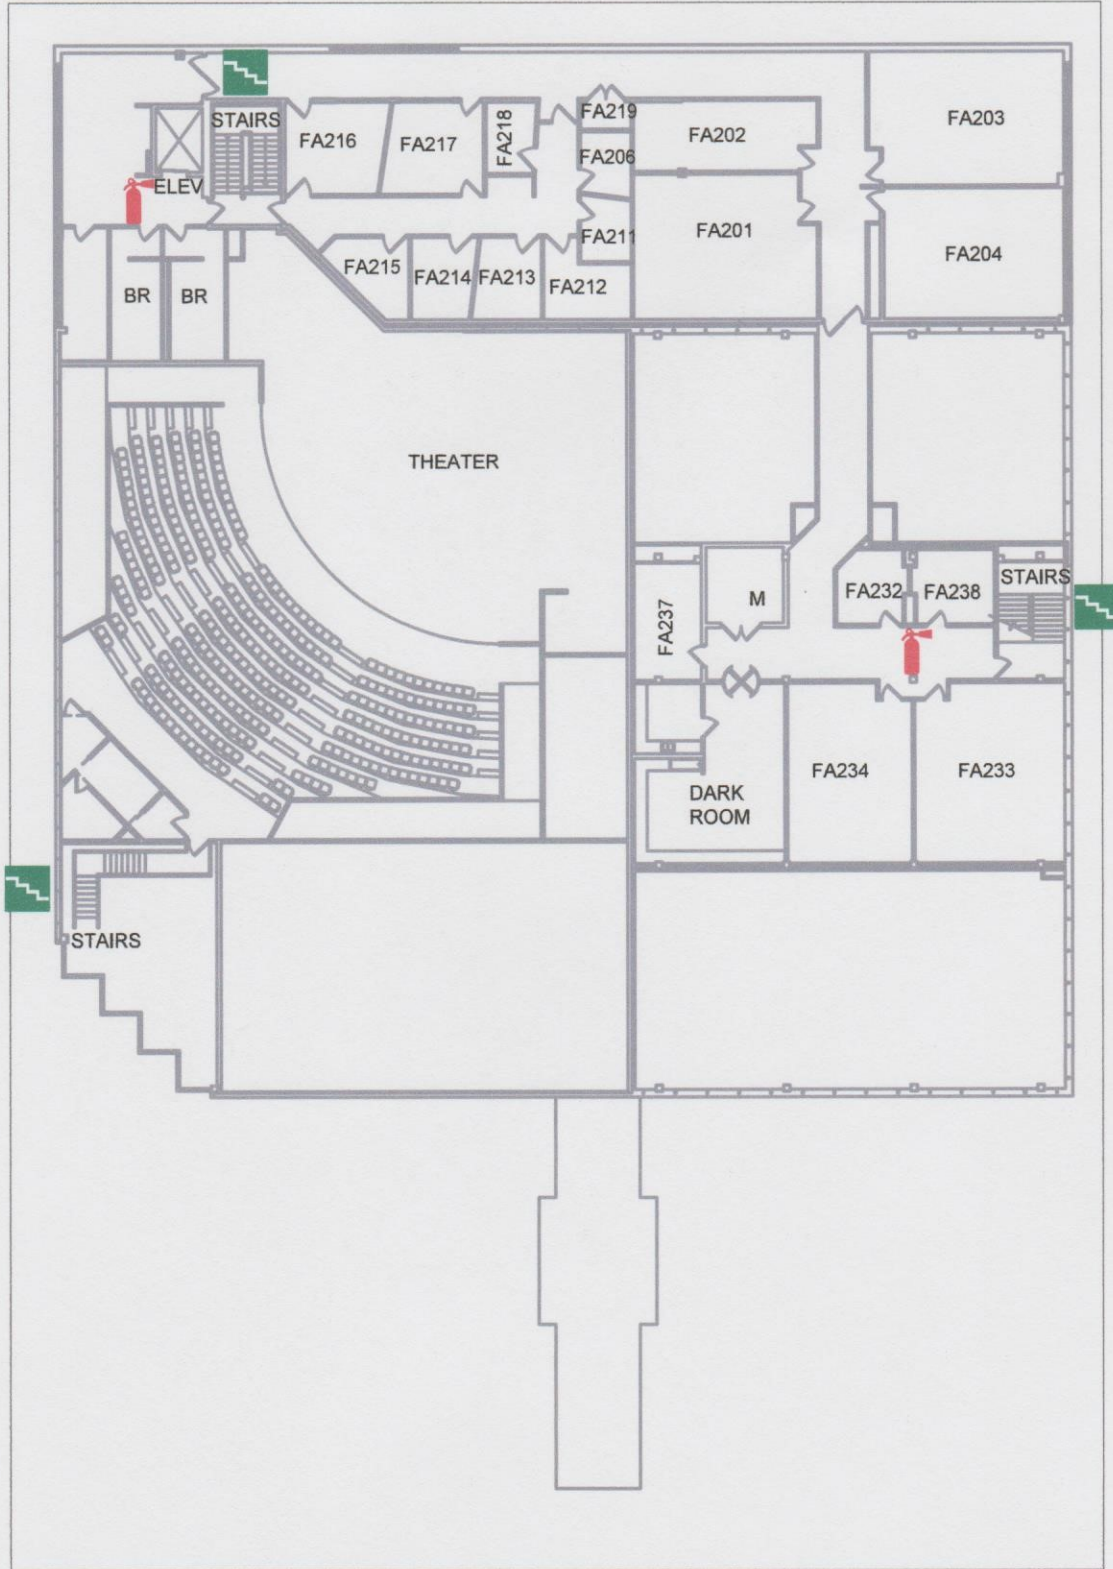 FA203
STAIRS
FA219
FA218
FA216
FA217
FA202
FA206
ELEV
FA201
FA211
FA204
FA215
FA214
FA213
FA212
BR
BR
THEATER
STAIRS
FA232
FA238
M
FA237
FA234
FA233
DARK
ROOM
STAIRS